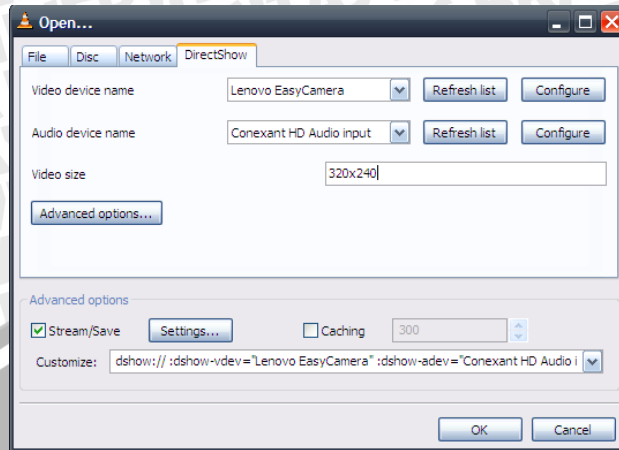 Open...
File Disc Network DirectShow
Video device name Lenovo EasyCamera Refresh list Configure
Audio device name Conexant HD Audio input Refresh list Configure
Video size 320x240
Advanced options...
Advanced options
Stream/Save Settings... Caching 300
Customize: dshow:// :dshow-vdev="Lenovo EasyCamera" :dshow-adev="Conexant HD Audio i
OK Cancel